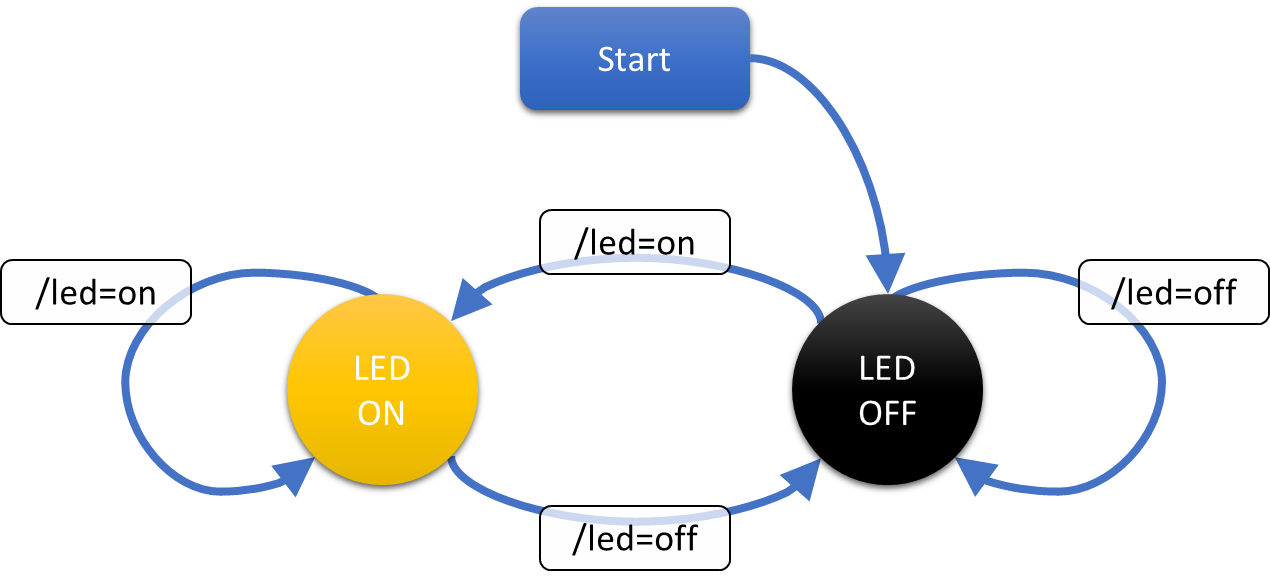 Start
/led=on
/led=on
/led=off
LED
ON
LED
OFF
/led=off